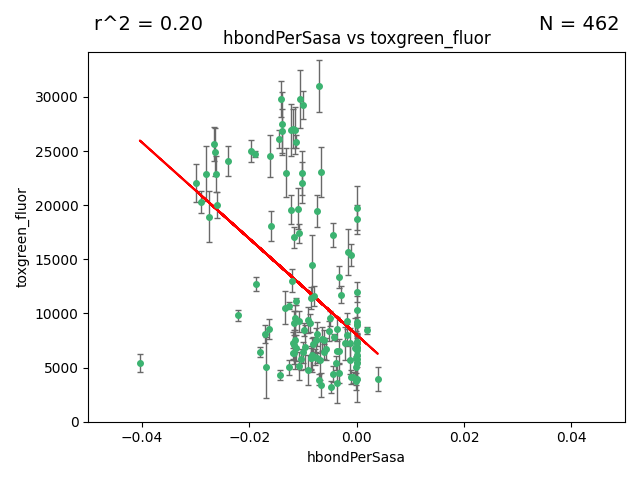 r^2 = 0.20
N = 462
hbondPerSasa vs toxgreen_fluor
30000
25000
20000
15000
10000
5000
0
toxgreen_fluor
−0.04
−0.02
0.00
0.02
0.04
hbondPerSasa